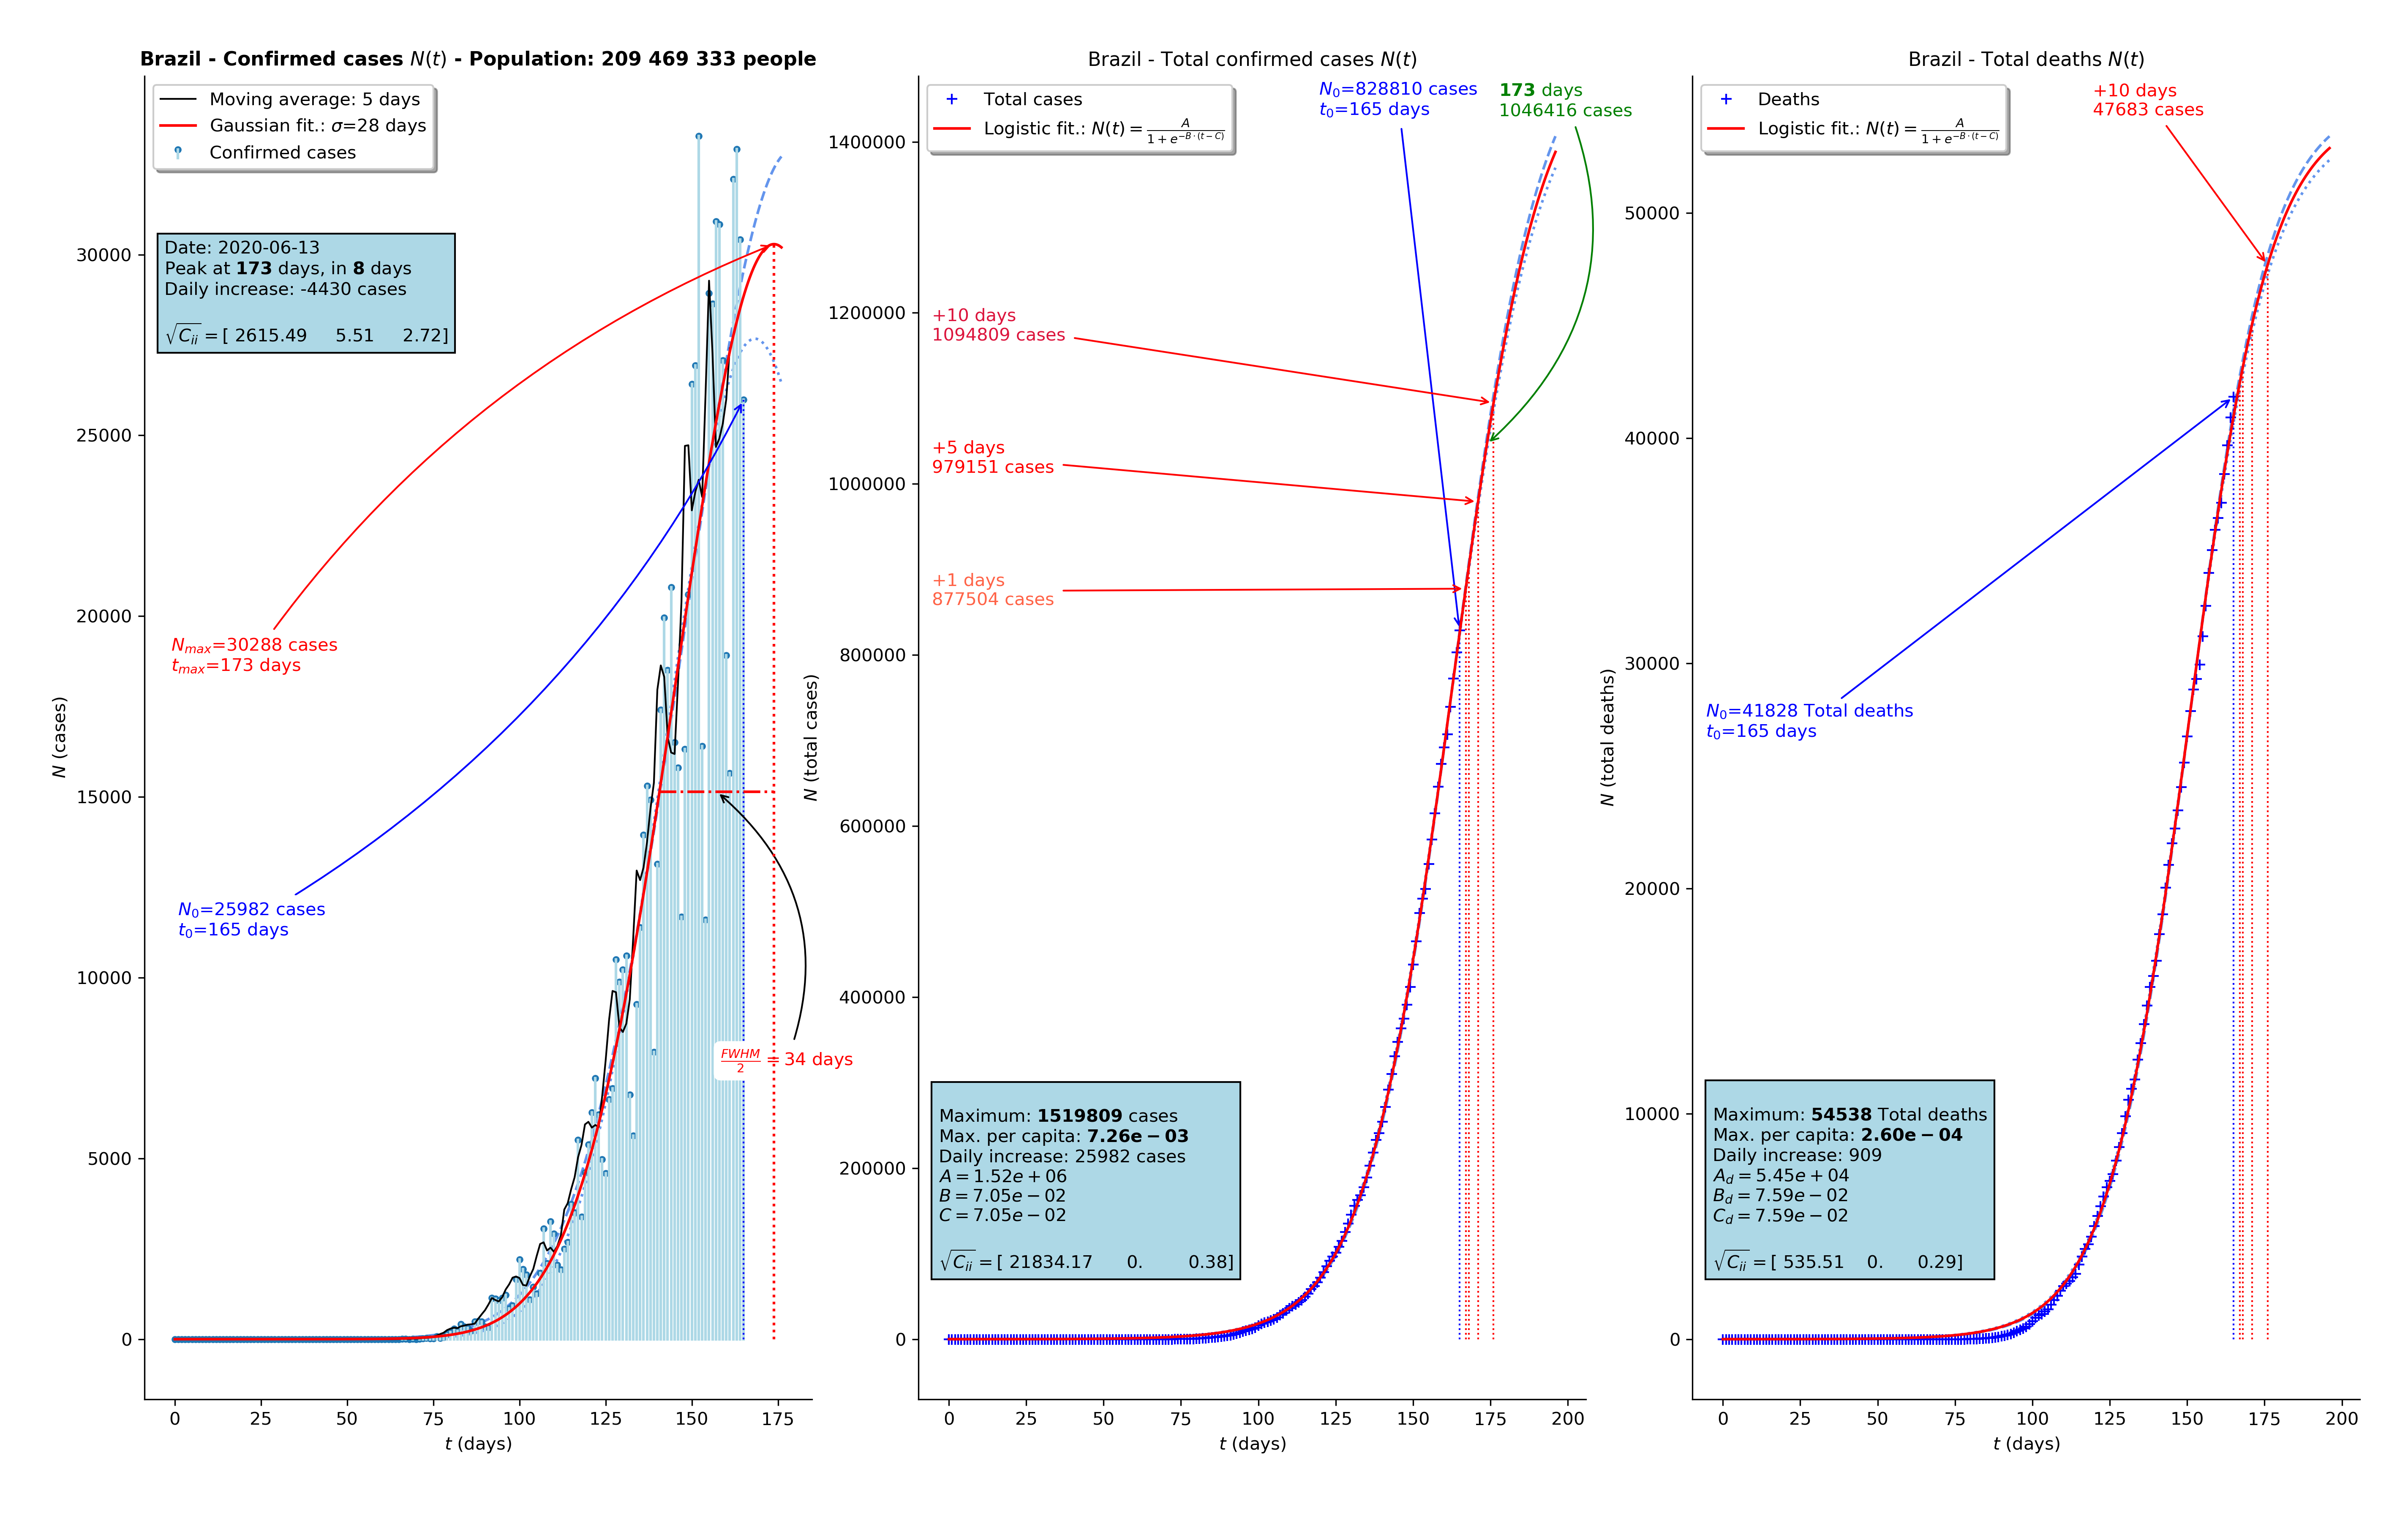 Brazil - Confirmed cases N(t) - Population: 209 469 333 people
Moving average: 5 days
Gaussian fit.: σ=28 days
Confirmed cases
Date: 2020-06-13
Peak at 173 days, in 8 days
Daily increase: -4430 cases
√C_ii = [ 2615.49 5.51 2.72]
N_max=30288 cases
t_max=173 days
N_0=25982 cases
t_0=165 days
FWHM/2 = 34 days
30000
25000
20000
15000
10000
5000
0
N (cases)
0 25 50 75 100 125 150 175
t (days)
Brazil - Total confirmed cases N(t)
Total cases
Logistic fit.: N(t) = A/(1 + e^{-B·(t-C)})
N_0=828810 cases
t_0=165 days
173 days
1046416 cases
+10 days
1094809 cases
+5 days
979151 cases
+1 days
877504 cases
Maximum: 1519809 cases
Max. per capita: 7.26e − 03
Daily increase: 25982 cases
A = 1.52e + 06
B = 7.05e − 02
C = 7.05e − 02
√C_ii = [ 21834.17 0. 0.38]
1400000
1200000
1000000
800000
600000
400000
200000
0
N (total cases)
0 25 50 75 100 125 150 175 200
t (days)
Brazil - Total deaths N(t)
Deaths
Logistic fit.: N(t) = A/(1 + e^{-B·(t-C)})
+10 days
47683 cases
N_0=41828 Total deaths
t_0=165 days
Maximum: 54538 Total deaths
Max. per capita: 2.60e − 04
Daily increase: 909
A_d = 5.45e + 04
B_d = 7.59e − 02
C_d = 7.59e − 02
√C_ii = [ 535.51 0. 0.29]
50000
40000
30000
20000
10000
0
N (total deaths)
0 25 50 75 100 125 150 175 200
t (days)